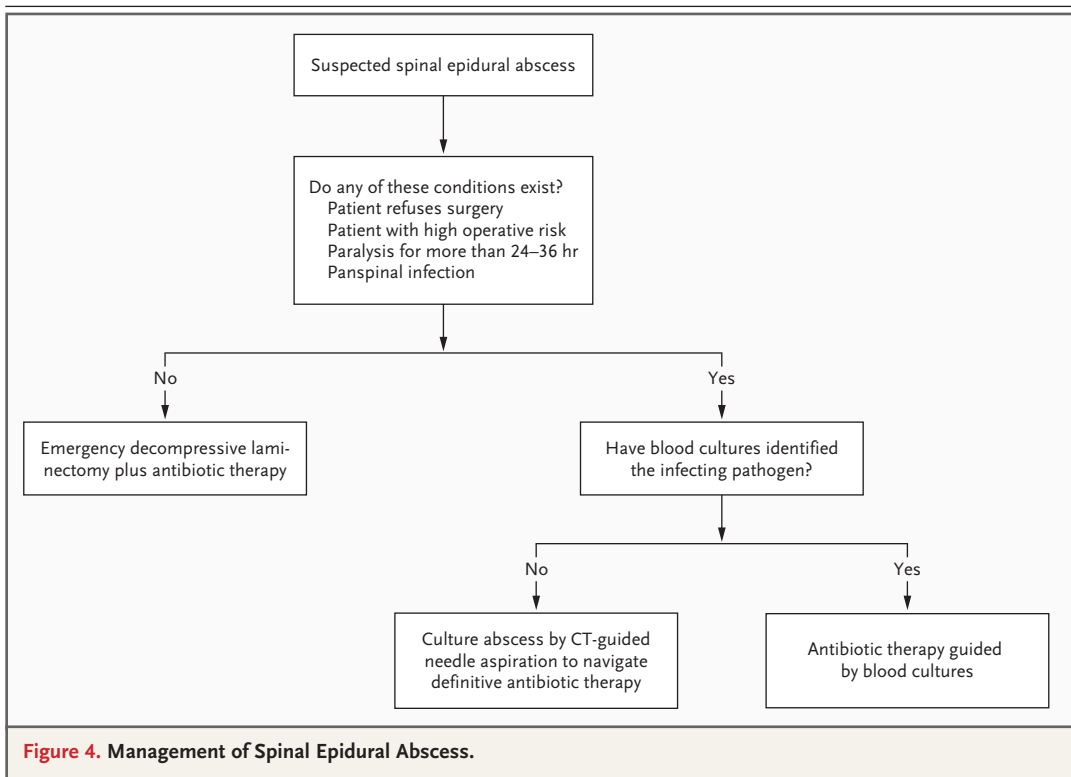 Suspected spinal epidural abscess
Do any of these conditions exist?
Patient refuses surgery
Patient with high operative risk
Paralysis for more than 24–36 hr
Panspinal infection
No
Yes
Emergency decompressive lami-
nectomy plus antibiotic therapy
Have blood cultures identified
the infecting pathogen?
No
Yes
Culture abscess by CT-guided
needle aspiration to navigate
definitive antibiotic therapy
Antibiotic therapy guided
by blood cultures
Figure 4. Management of Spinal Epidural Abscess.